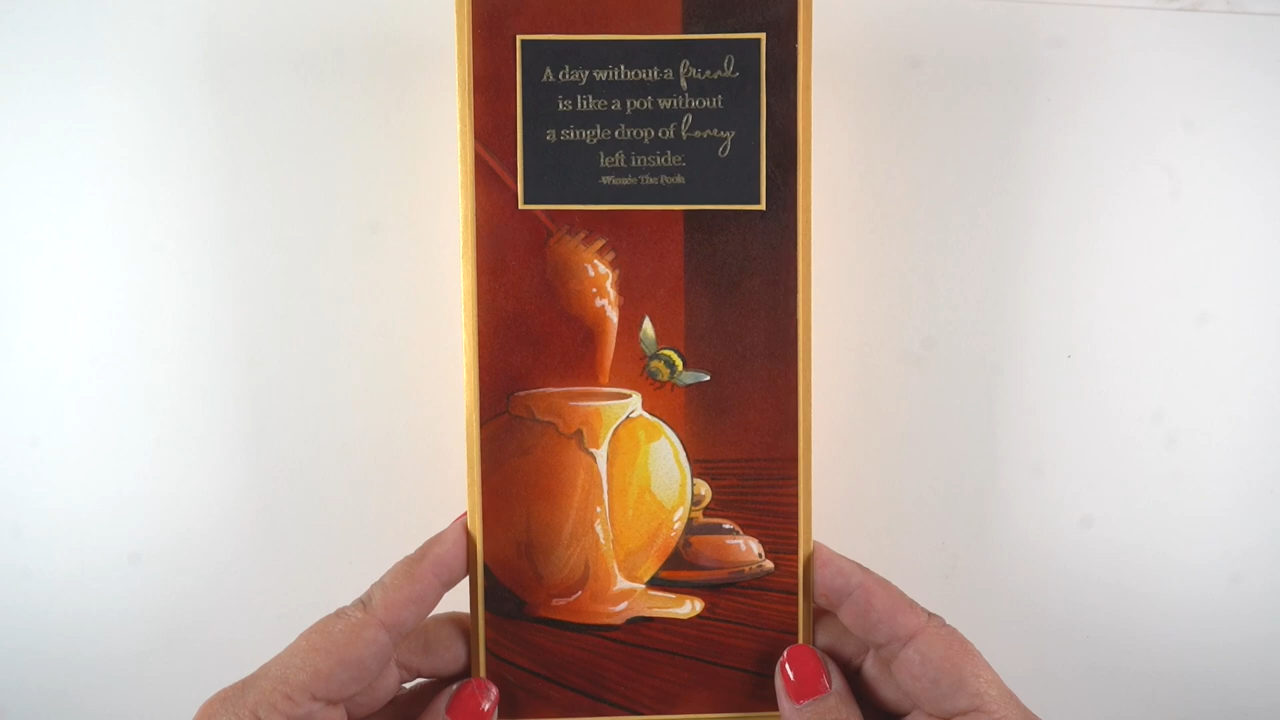 A day without a friend
is like a pot without
a single drop of honey
left inside.
-Winnie The Pooh